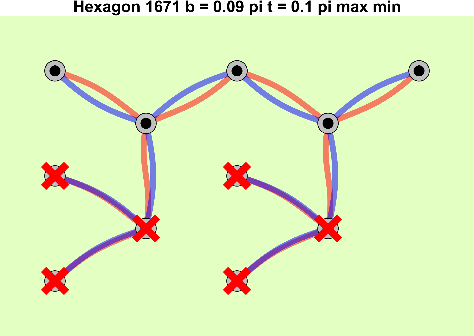 Hexagon 1671 b = 0.09 pi t = 0.1 pi max min